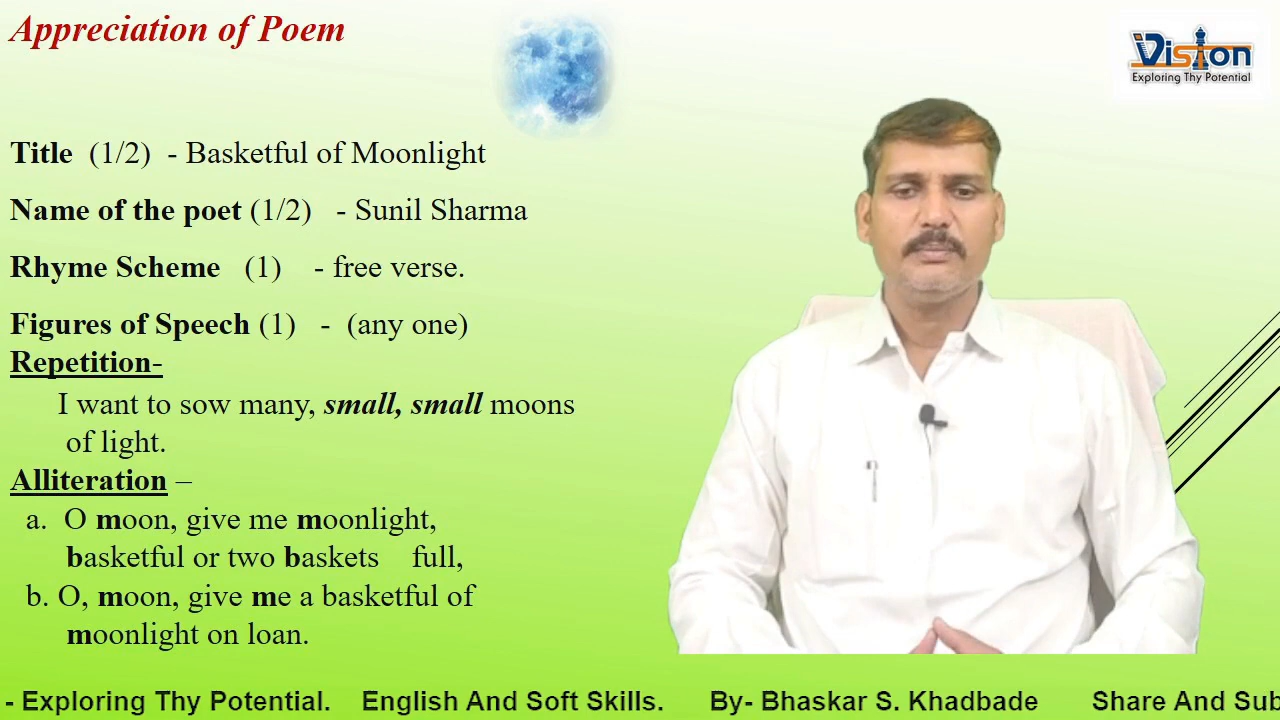 Appreciation of Poem
Vision
Exploring Thy Potential
Title (1/2) - Basketful of Moonlight
Name of the poet (1/2) - Sunil Sharma
Rhyme Scheme (1) - free verse.
Figures of Speech (1) - (any one)
Repetition-
I want to sow many, small, small moons
of light.
Alliteration –
a. O moon, give me moonlight,
basketful or two baskets full,
b. O, moon, give me a basketful of
moonlight on loan.
- Exploring Thy Potential. English And Soft Skills. By- Bhaskar S. Khadbade Share And Sub